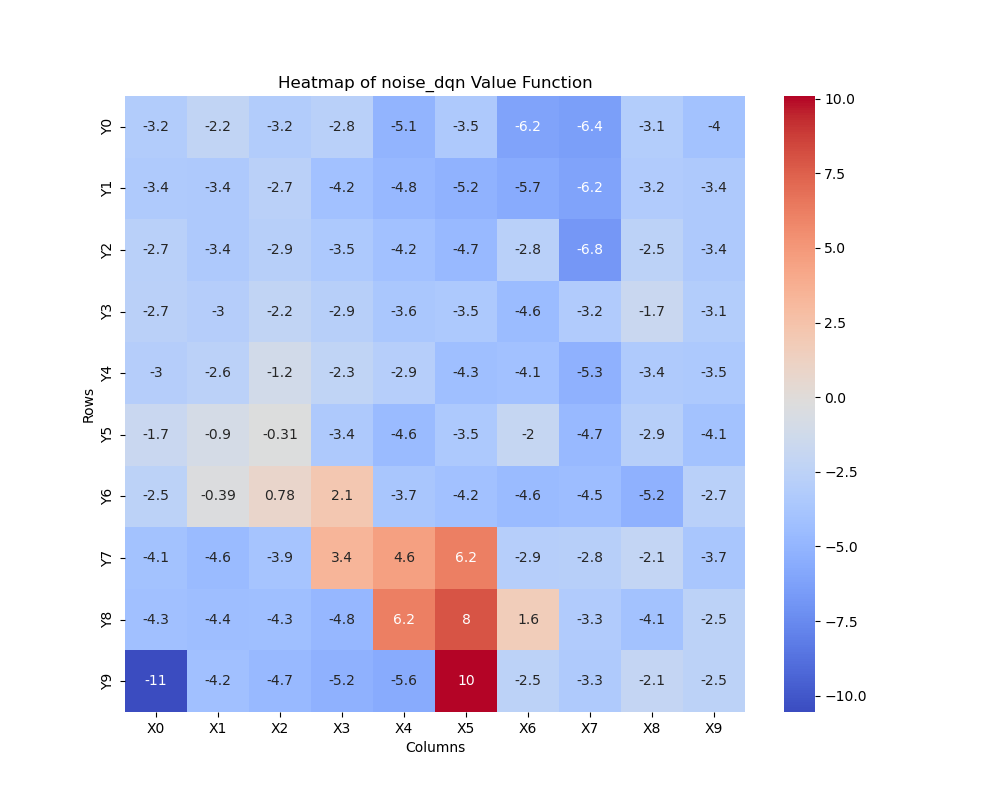 Heatmap of noise_dqn Value Function
Y0 -3.2 -2.2 -3.2 -2.8 -5.1 -3.5 -6.2 -6.4 -3.1 -4
Y1 -3.4 -3.4 -2.7 -4.2 -4.8 -5.2 -5.7 -6.2 -3.2 -3.4
Y2 -2.7 -3.4 -2.9 -3.5 -4.2 -4.7 -2.8 -6.8 -2.5 -3.4
Y3 -2.7 -3 -2.2 -2.9 -3.6 -3.5 -4.6 -3.2 -1.7 -3.1
Y4 -3 -2.6 -1.2 -2.3 -2.9 -4.3 -4.1 -5.3 -3.4 -3.5
Y5 -1.7 -0.9 -0.31 -3.4 -4.6 -3.5 -2 -4.7 -2.9 -4.1
Y6 -2.5 -0.39 0.78 2.1 -3.7 -4.2 -4.6 -4.5 -5.2 -2.7
Y7 -4.1 -4.6 -3.9 3.4 4.6 6.2 -2.9 -2.8 -2.1 -3.7
Y8 -4.3 -4.4 -4.3 -4.8 6.2 8 1.6 -3.3 -4.1 -2.5
Y9 -11 -4.2 -4.7 -5.2 -5.6 10 -2.5 -3.3 -2.1 -2.5
X0 X1 X2 X3 X4 X5 X6 X7 X8 X9
Columns
Rows
10.0
7.5
5.0
2.5
0.0
−2.5
−5.0
−7.5
−10.0